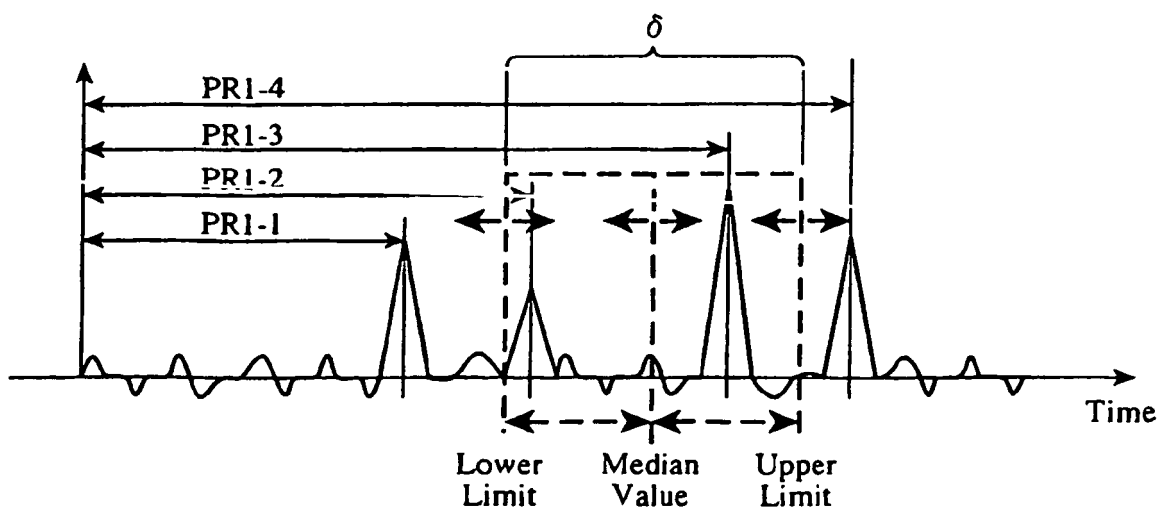 δ
PR1-4
PR1-3
PR1-2
PR1-1
Time
Lower
Limit
Median
Value
Upper
Limit